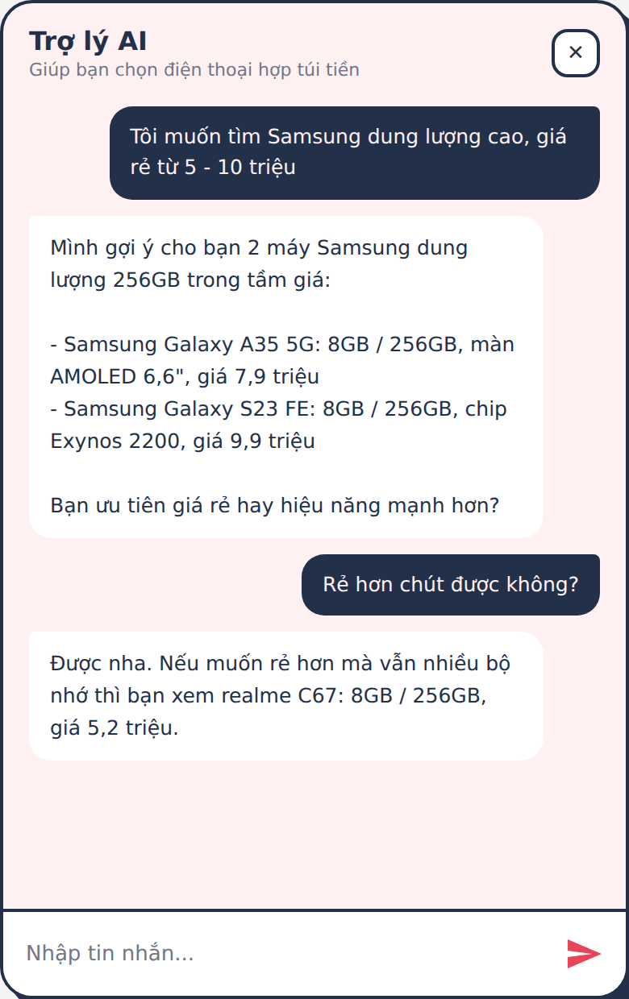 Trợ lý AI
Giúp bạn chọn điện thoại hợp túi tiền
✕
Tôi muốn tìm Samsung dung lượng cao, giá
rẻ từ 5 - 10 triệu
Mình gợi ý cho bạn 2 máy Samsung dung
lượng 256GB trong tầm giá:
- Samsung Galaxy A35 5G: 8GB / 256GB, màn
AMOLED 6,6", giá 7,9 triệu
- Samsung Galaxy S23 FE: 8GB / 256GB, chip
Exynos 2200, giá 9,9 triệu
Bạn ưu tiên giá rẻ hay hiệu năng mạnh hơn?
Rẻ hơn chút được không?
Được nha. Nếu muốn rẻ hơn mà vẫn nhiều bộ
nhớ thì bạn xem realme C67: 8GB / 256GB,
giá 5,2 triệu.
Nhập tin nhắn...